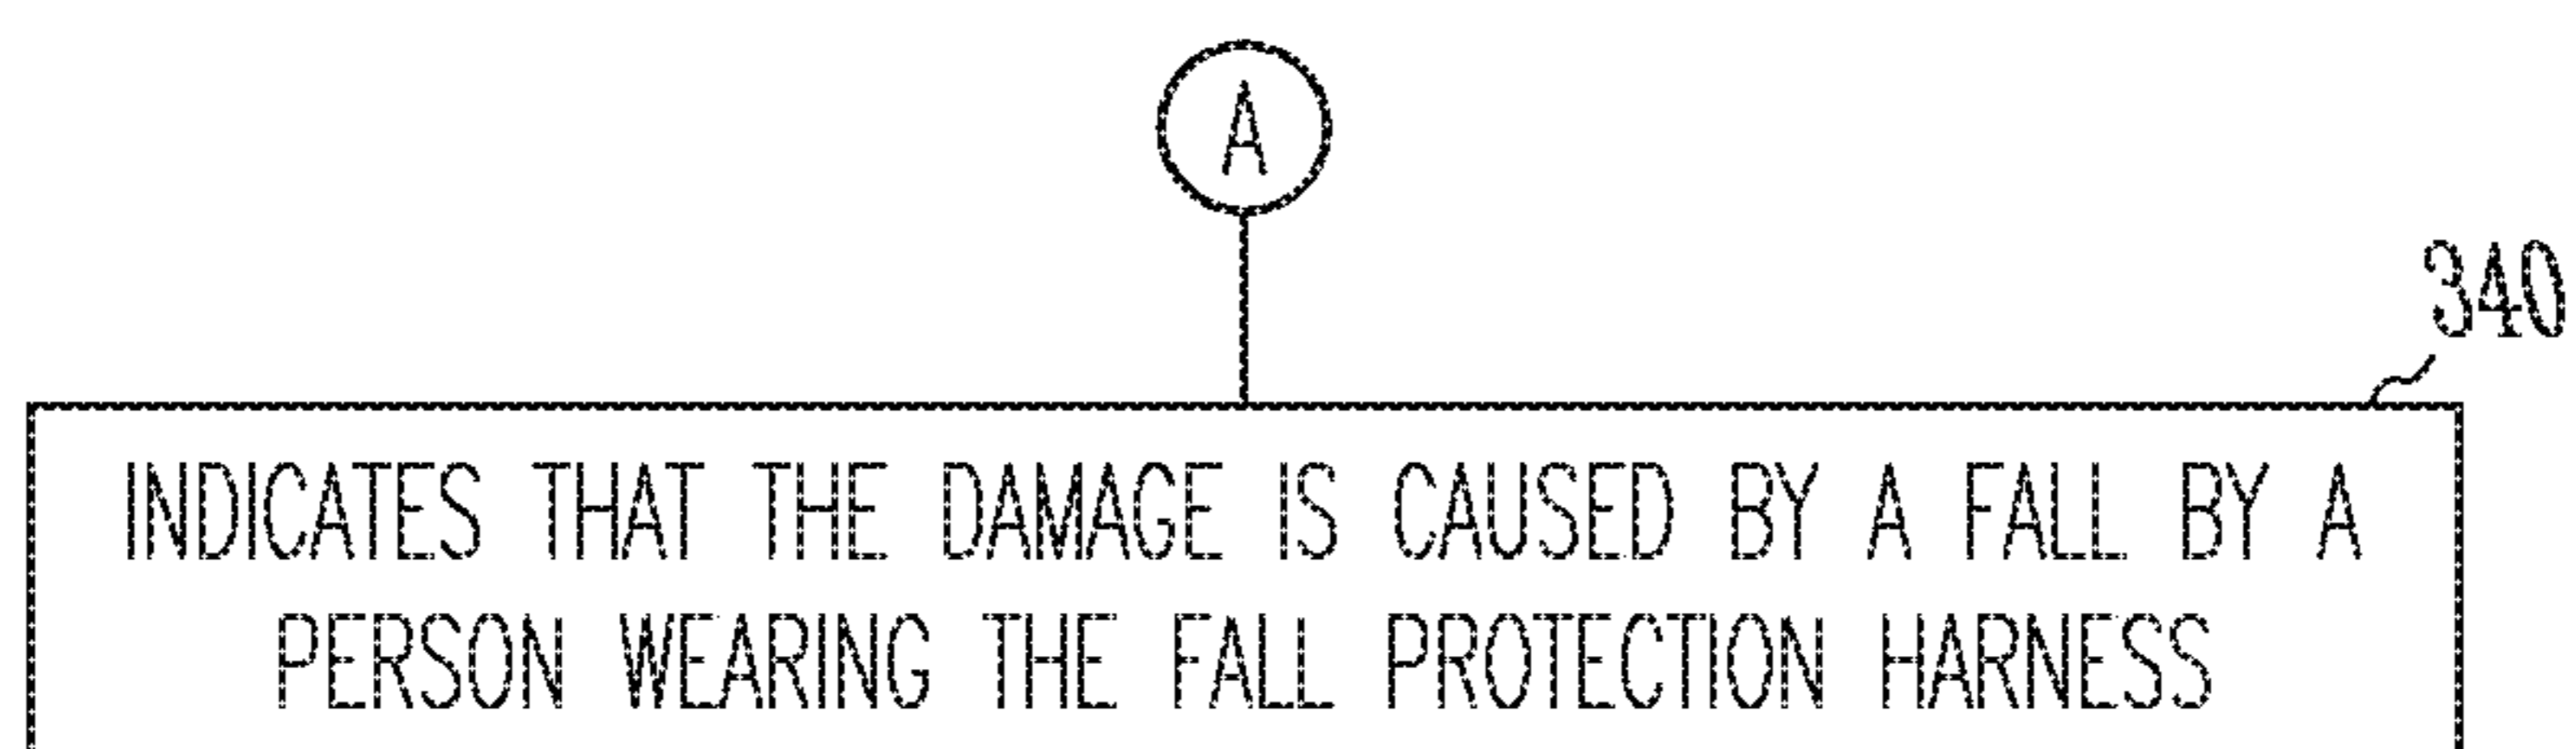 A
340
INDICATES THAT THE DAMAGE IS CAUSED BY A FALL BY A
PERSON WEARING THE FALL PROTECTION HARNESS